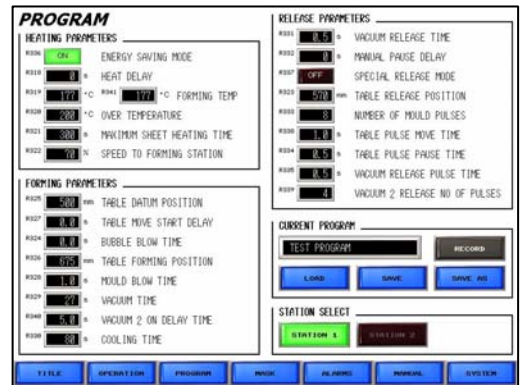 PROGRAM
HEATING PARAMETERS
R336 ON ENERGY SAVING MODE
R318 0 s HEAT DELAY
R319 177 °C R341 177 °C FORMING TEMP
R320 200 °C OVER TEMPERATURE
R321 300 s MAXIMUM SHEET HEATING TIME
R322 70 % SPEED TO FORMING STATION
FORMING PARAMETERS
R325 500 mm TABLE DATUM POSITION
R327 0.0 s TABLE MOVE START DELAY
R324 0.0 s BUBBLE BLOW TIME
R326 675 mm TABLE FORMING POSITION
R328 1.0 s MOULD BLOW TIME
R329 27 s VACUUM TIME
R340 5.0 s VACUUM 2 ON DELAY TIME
R330 80 s COOLING TIME
RELEASE PARAMETERS
R331 0.5 s VACUUM RELEASE TIME
R332 0 s MANUAL PAUSE DELAY
R337 OFF SPECIAL RELEASE MODE
R323 570 mm TABLE RELEASE POSITION
R333 8 NUMBER OF MOULD PULSES
1.0 s TABLE PULSE MOVE TIME
R334 0.5 s TABLE PULSE PAUSE TIME
R335 0.5 s VACUUM RELEASE PULSE TIME
R339 4 VACUUM 2 RELEASE NO OF PULSES
CURRENT PROGRAM
TEST PROGRAM RECORD
LOAD SAVE SAVE AS
STATION SELECT
STATION 1 STATION 2
TITLE OPERATION PROGRAM MASK ALARMS MANUAL SYSTEM